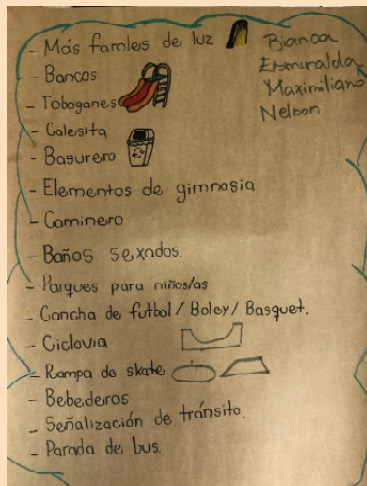 - Más faroles de luz
- Bancos
- Toboganes
- Calesita
- Basurero
- Elementos de gimnasia
- Caminero
- Baños sexados.
- Parques para niños/as
- Cancha de futbol / Boley / Basquet.
- Ciclovia
- Rampa de skate
- Bebederos
- Señalización de tránsito.
- Parada de bus.
Bianca
Esmeralda
Maximiliano
Nelson